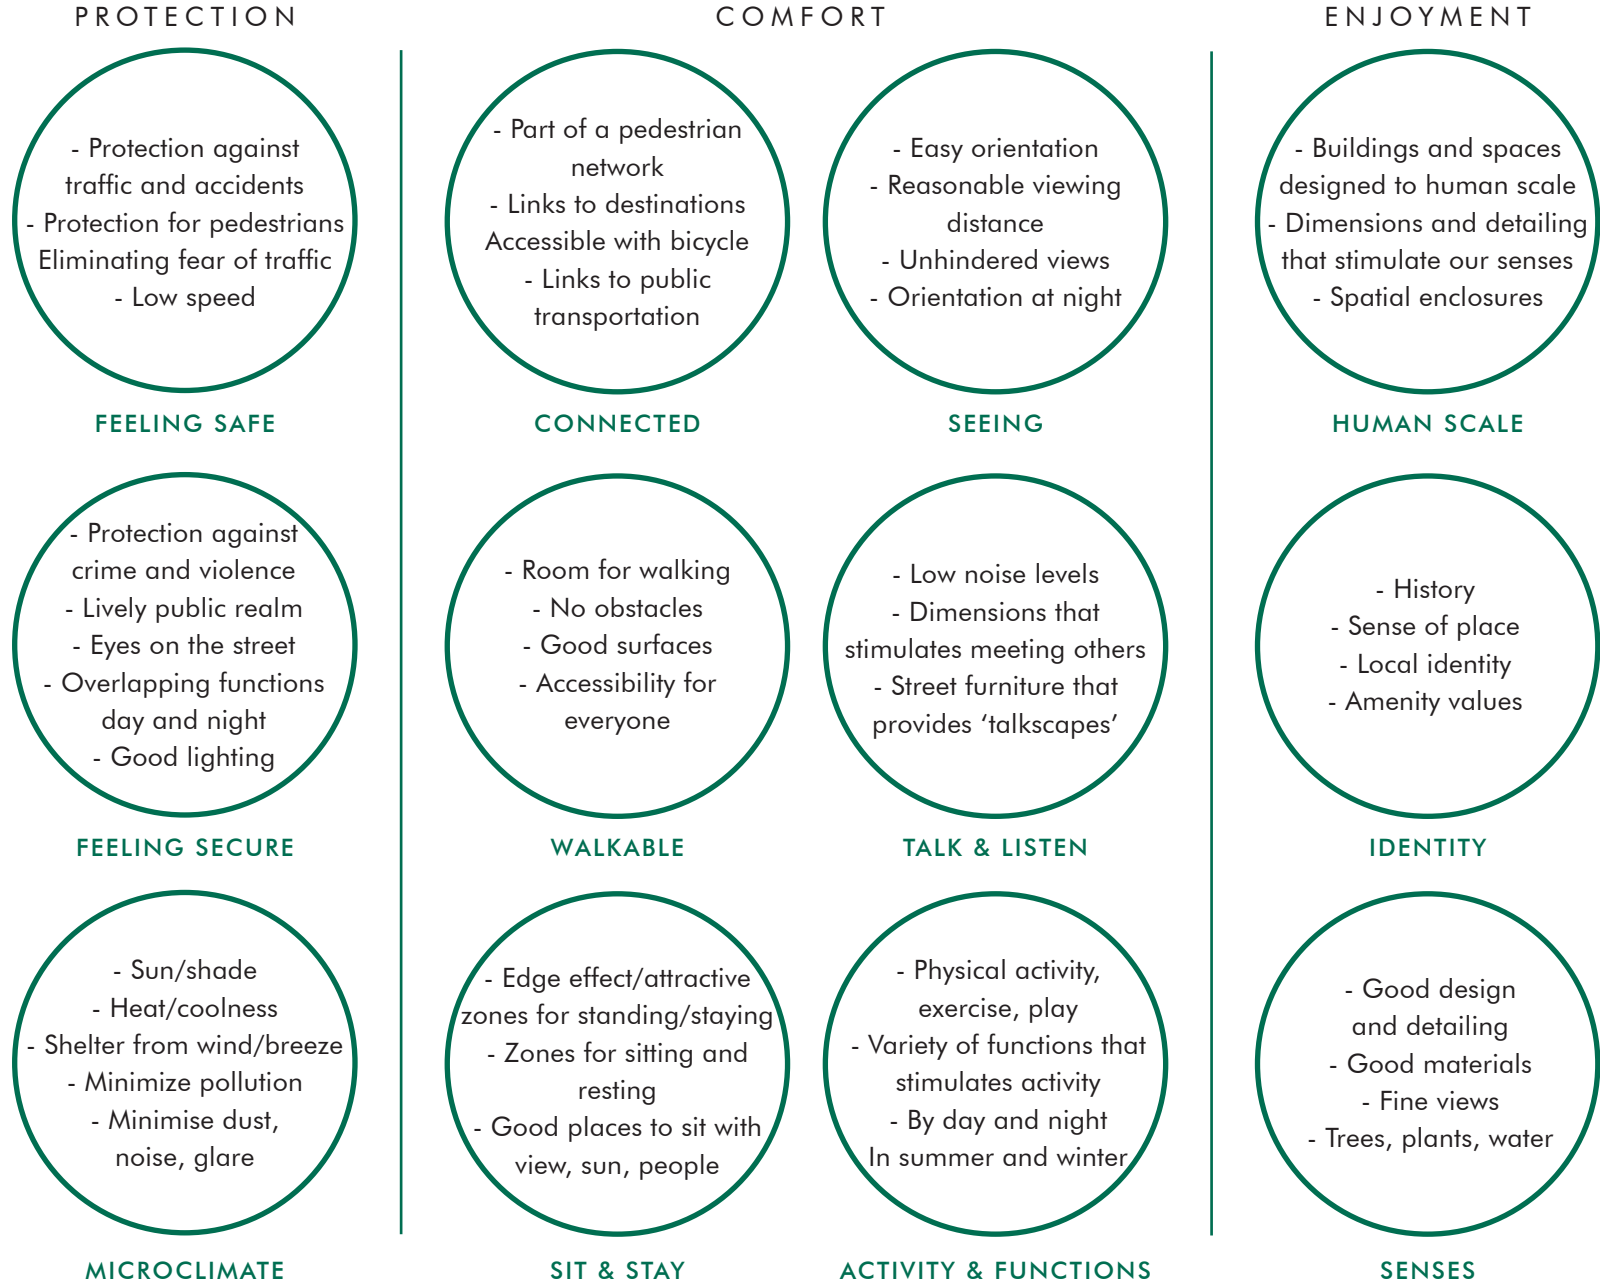 PROTECTION
COMFORT
ENJOYMENT
- Protection against
traffic and accidents
- Protection for pedestrians
Eliminating fear of traffic
- Low speed
FEELING SAFE
- Part of a pedestrian
network
- Links to destinations
Accessible with bicycle
- Links to public
transportation
CONNECTED
- Easy orientation
- Reasonable viewing
distance
- Unhindered views
- Orientation at night
SEEING
- Buildings and spaces
designed to human scale
- Dimensions and detailing
that stimulate our senses
- Spatial enclosures
HUMAN SCALE
- Protection against
crime and violence
- Lively public realm
- Eyes on the street
- Overlapping functions
day and night
- Good lighting
FEELING SECURE
- Room for walking
- No obstacles
- Good surfaces
- Accessibility for
everyone
WALKABLE
- Low noise levels
- Dimensions that
stimulates meeting others
- Street furniture that
provides ‘talkscapes’
TALK & LISTEN
- History
- Sense of place
- Local identity
- Amenity values
IDENTITY
- Sun/shade
- Heat/coolness
- Shelter from wind/breeze
- Minimize pollution
- Minimise dust,
noise, glare
MICROCLIMATE
- Edge effect/attractive
zones for standing/staying
- Zones for sitting and
resting
- Good places to sit with
view, sun, people
SIT & STAY
- Physical activity,
exercise, play
- Variety of functions that
stimulates activity
- By day and night
In summer and winter
ACTIVITY & FUNCTIONS
- Good design
and detailing
- Good materials
- Fine views
- Trees, plants, water
SENSES